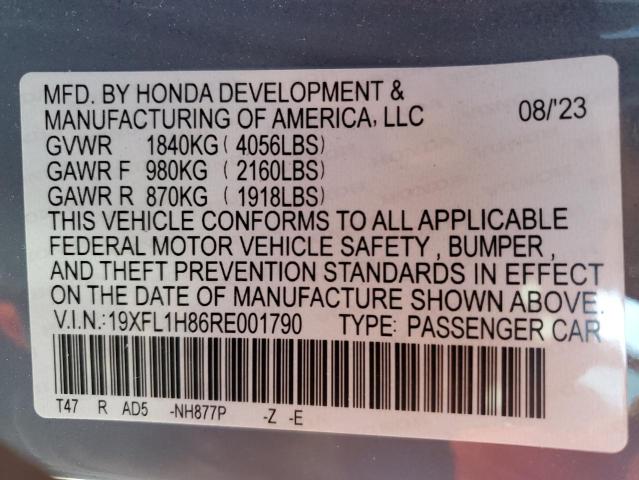 MFD. BY HONDA DEVELOPMENT &
MANUFACTURING OF AMERICA, LLC 08/'23
GVWR 1840KG ( 4056LBS)
GAWR F 980KG ( 2160LBS)
GAWR R 870KG ( 1918LBS)
THIS VEHICLE CONFORMS TO ALL APPLICABLE
FEDERAL MOTOR VEHICLE SAFETY , BUMPER ,
AND THEFT PREVENTION STANDARDS IN EFFECT
ON THE DATE OF MANUFACTURE SHOWN ABOVE.
V.I.N.:19XFL1H86RE001790 TYPE: PASSENGER CAR
T47 R AD5 -NH877P -Z -E